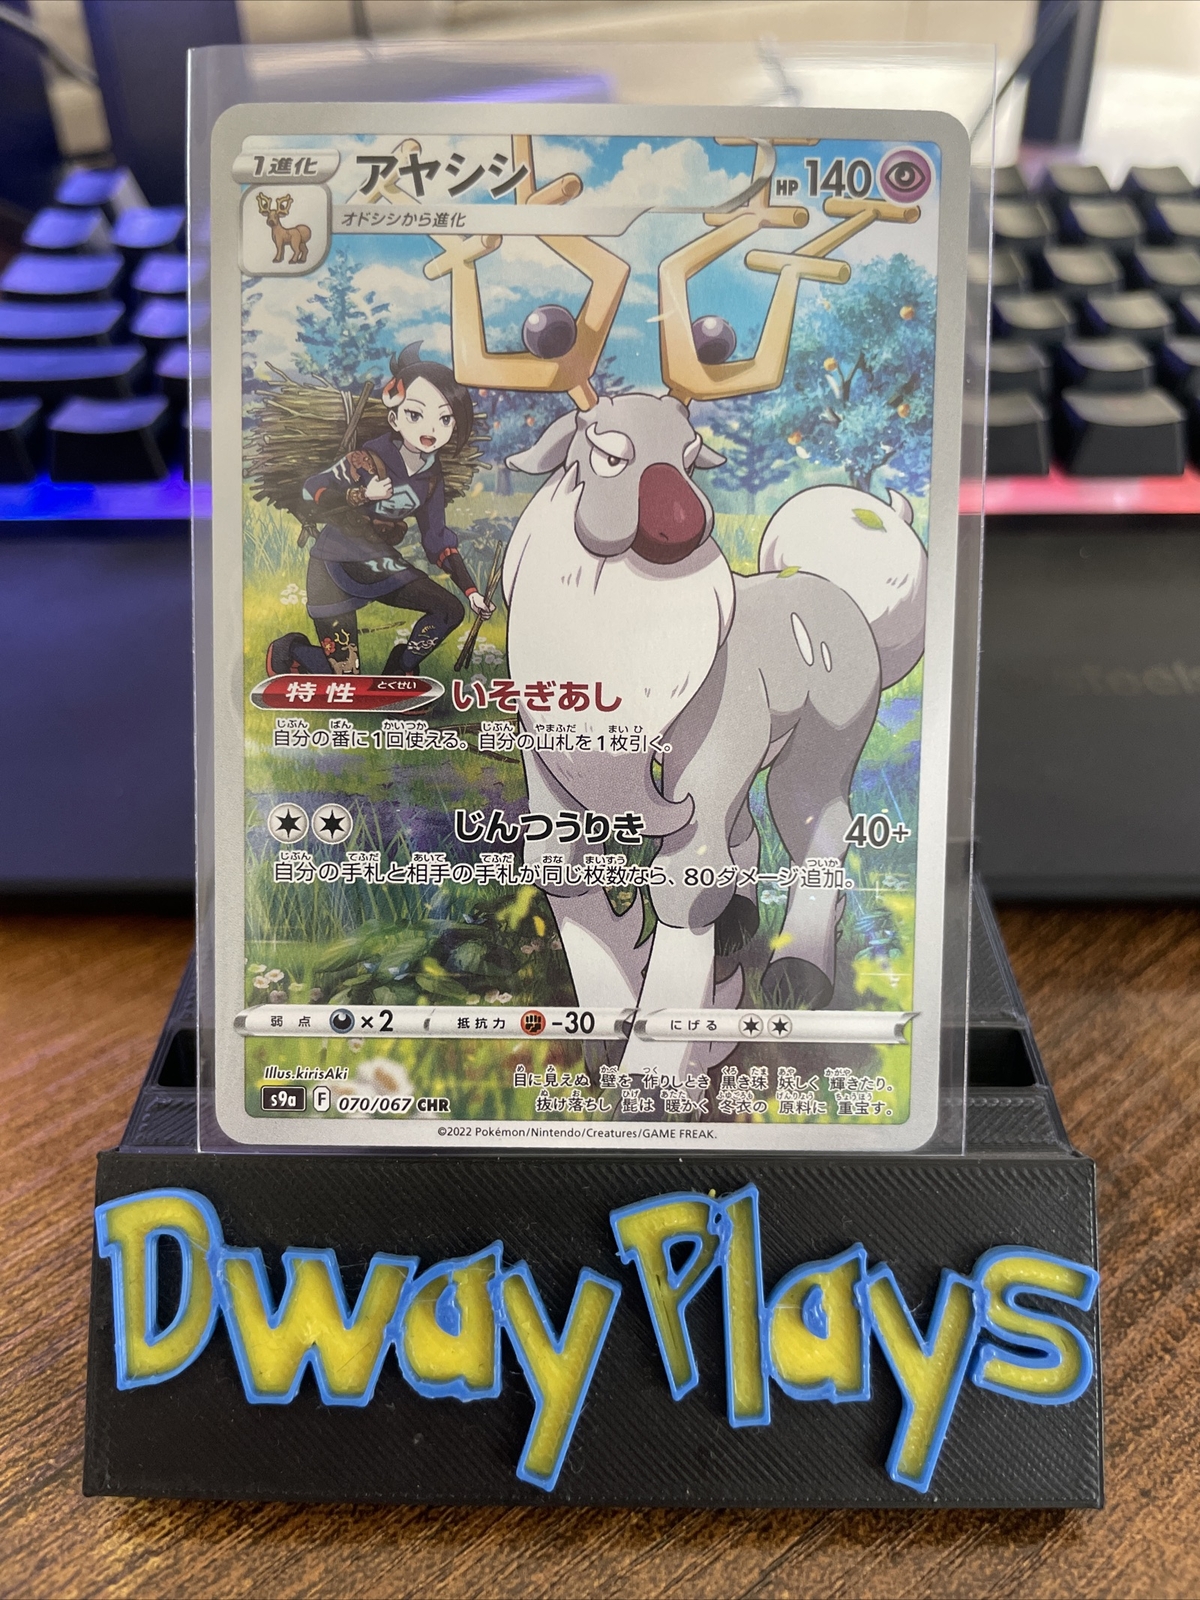 1進化
アヤシシ
HP 140
オドシシから進化
特性 とくせい いそぎあし
自分の番に1回使える。自分の山札を1枚引く。
じんつうりき 40+
自分の手札と相手の手札が同じ枚数なら、80ダメージ追加。
弱点 ×2 抵抗力 -30 にげる
Illus.kirisAki
目に見えぬ 壁を 作りしとき 黒き珠 妖しく 輝きたり。
抜け落ちし 髭は 暖かく 冬衣の 原料に 重宝す。
s9a F 070/067 CHR
©2022 Pokémon/Nintendo/Creatures/GAME FREAK.
Dway Plays